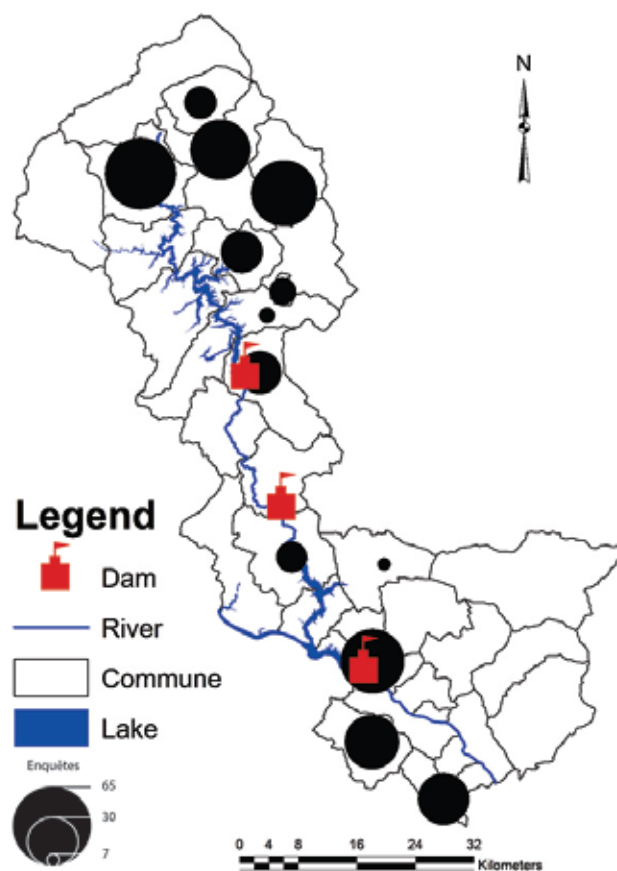 N
Legend
Dam
River
Commune
Lake
Enquêtes
65
30
7
0 4 8 16 24 32
Kilometers